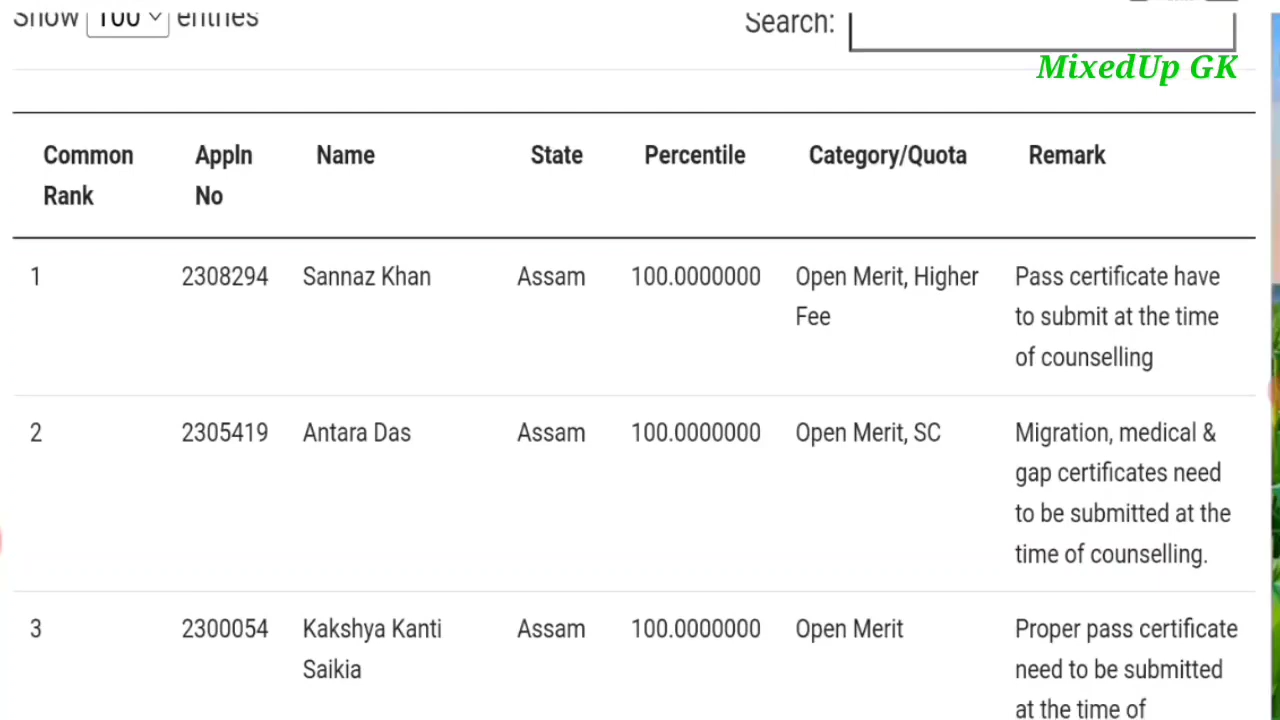 Show 100 entries Search:
MixedUp GK
Common Appln Name State Percentile Category/Quota Remark
Rank No
1 2308294 Sannaz Khan Assam 100.0000000 Open Merit, Higher Pass certificate have
Fee to submit at the time
of counselling
2 2305419 Antara Das Assam 100.0000000 Open Merit, SC Migration, medical &
gap certificates need
to be submitted at the
time of counselling.
3 2300054 Kakshya Kanti Assam 100.0000000 Open Merit Proper pass certificate
Saikia need to be submitted
at the time of